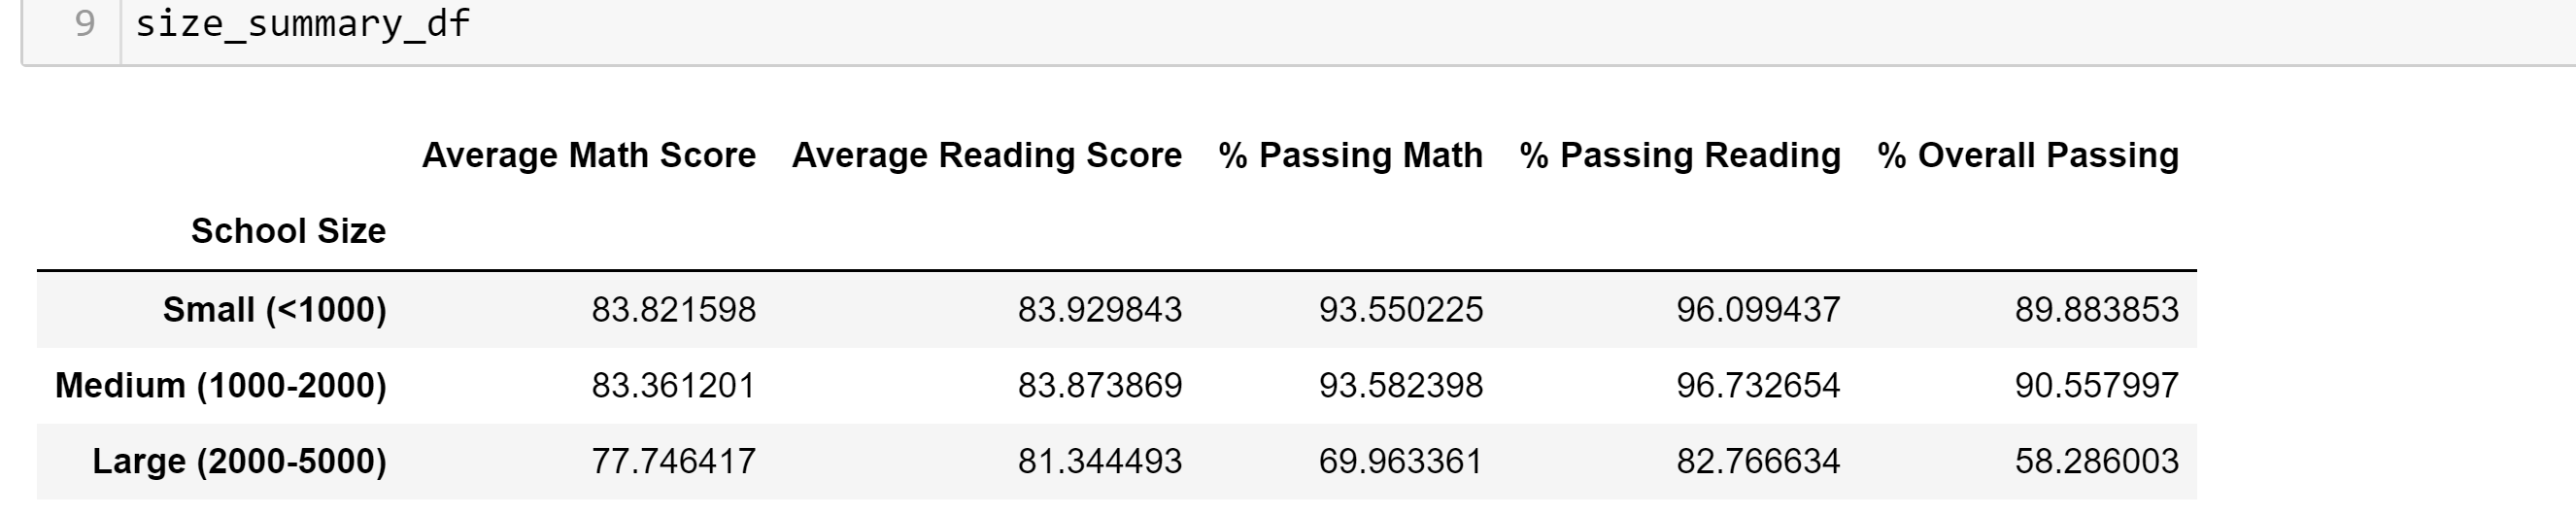 9 size_summary_df
Average Math Score Average Reading Score % Passing Math % Passing Reading % Overall Passing
School Size
Small (<1000) 83.821598 83.929843 93.550225 96.099437 89.883853
Medium (1000-2000) 83.361201 83.873869 93.582398 96.732654 90.557997
Large (2000-5000) 77.746417 81.344493 69.963361 82.766634 58.286003